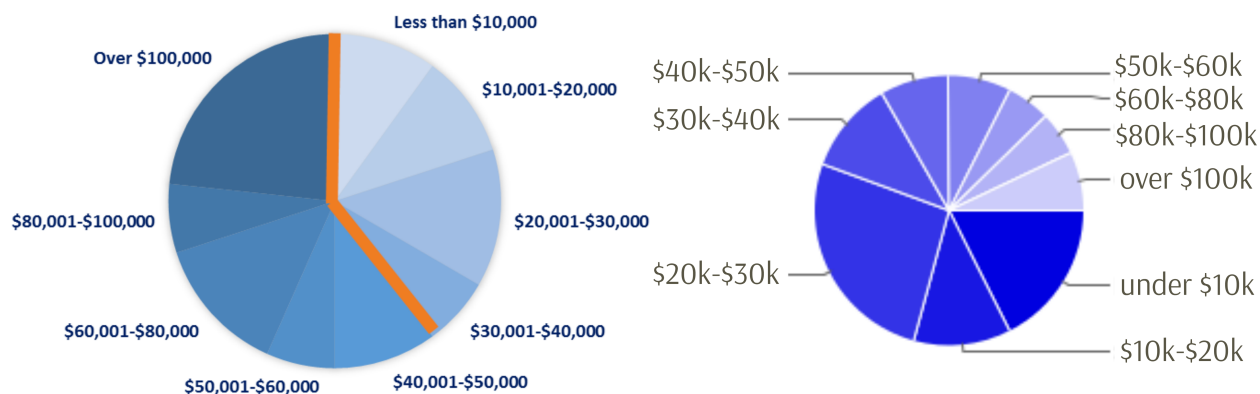 Less than $10,000
$10,001-$20,000
$20,001-$30,000
$30,001-$40,000
$40,001-$50,000
$50,001-$60,000
$60,001-$80,000
$80,001-$100,000
Over $100,000
$50k-$60k
$60k-$80k
$80k-$100k
over $100k
under $10k
$10k-$20k
$20k-$30k
$30k-$40k
$40k-$50k